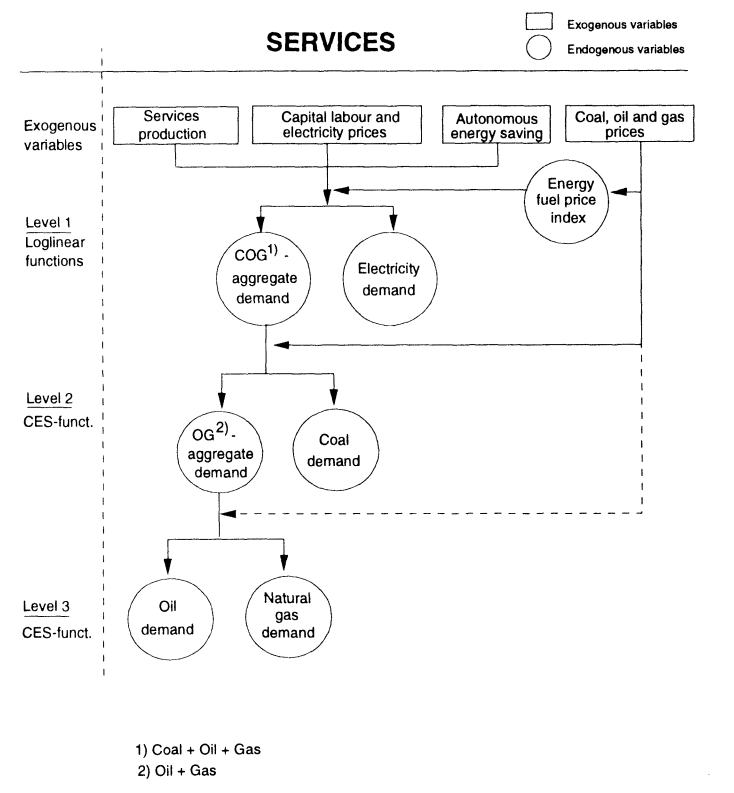 SERVICES
Exogenous variables
Endogenous variables
Exogenous
variables
Services
production
Capital labour and
electricity prices
Autonomous
energy saving
Coal, oil and gas
prices
Energy
fuel price
index
Level 1
Loglinear
functions
COG1) -
aggregate
demand
Electricity
demand
Level 2
CES-funct.
OG2) -
aggregate
demand
Coal
demand
Level 3
CES-funct.
Oil
demand
Natural
gas
demand
1) Coal + Oil + Gas
2) Oil + Gas